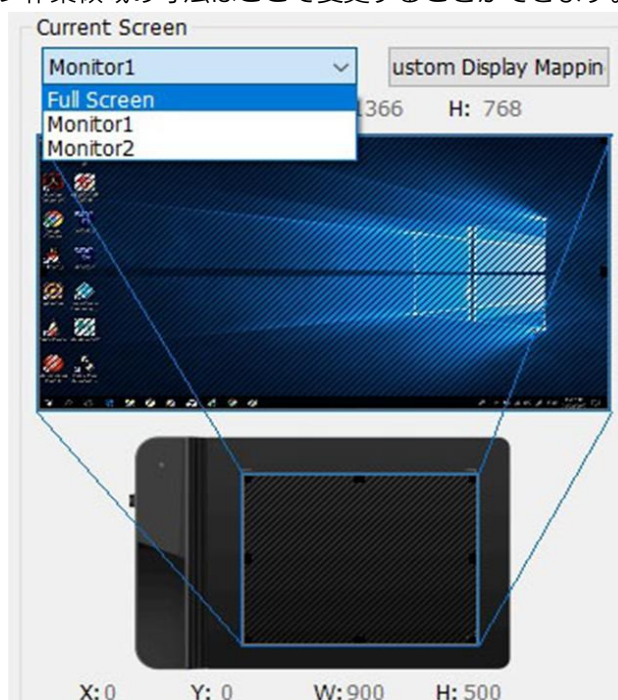 Current Screen
Monitor1
ustom Display Mappin
Full Screen
1366 H: 768
Monitor1
Monitor2
X: 0 Y: 0 W: 900 H: 500